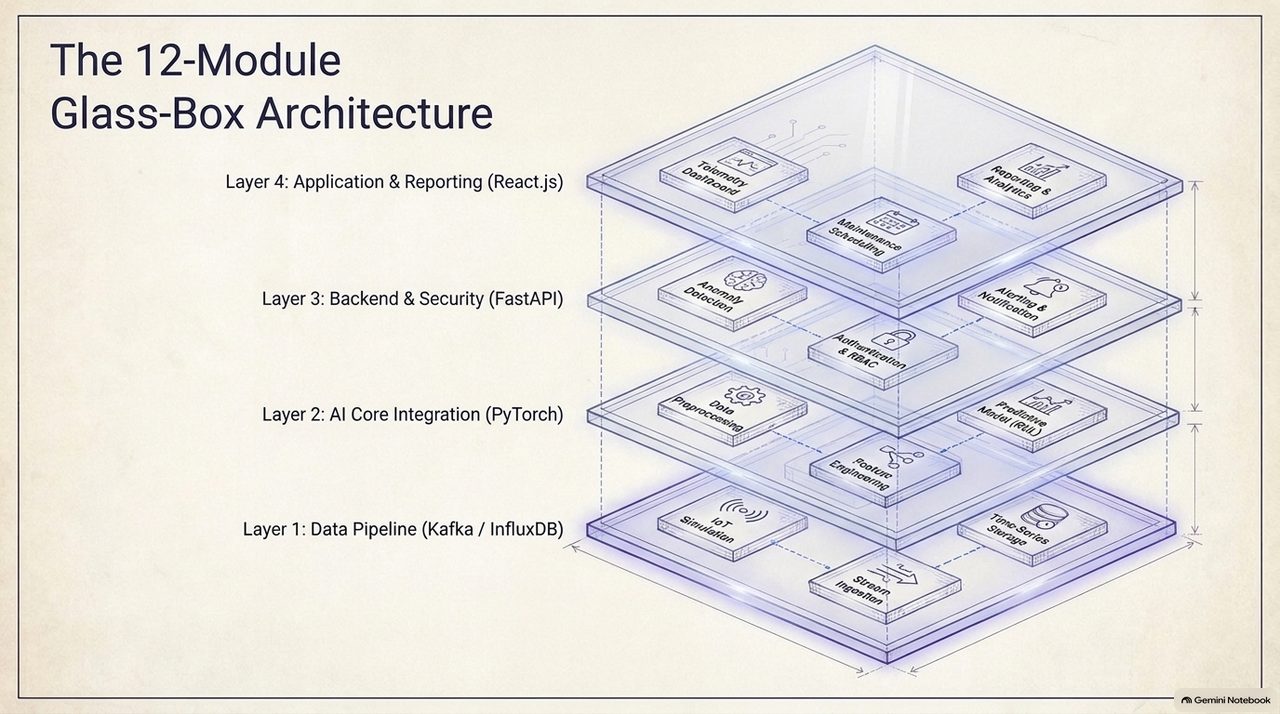 The 12-Module
Glass-Box Architecture
Layer 4: Application & Reporting (React.js)
Telemetry
Dashboard
Maintenance
Scheduling
Reporting &
Analytics
Layer 3: Backend & Security (FastAPI)
Anomaly
Detection
Authentication
& RBAC
Alerting &
Notification
Layer 2: AI Core Integration (PyTorch)
Data
Preprocessing
Feature
Engineering
Predictive
Model (RUL)
Layer 1: Data Pipeline (Kafka / InfluxDB)
IoT
Simulation
Stream
Ingestion
Time-Series
Storage
Gemini Notebook